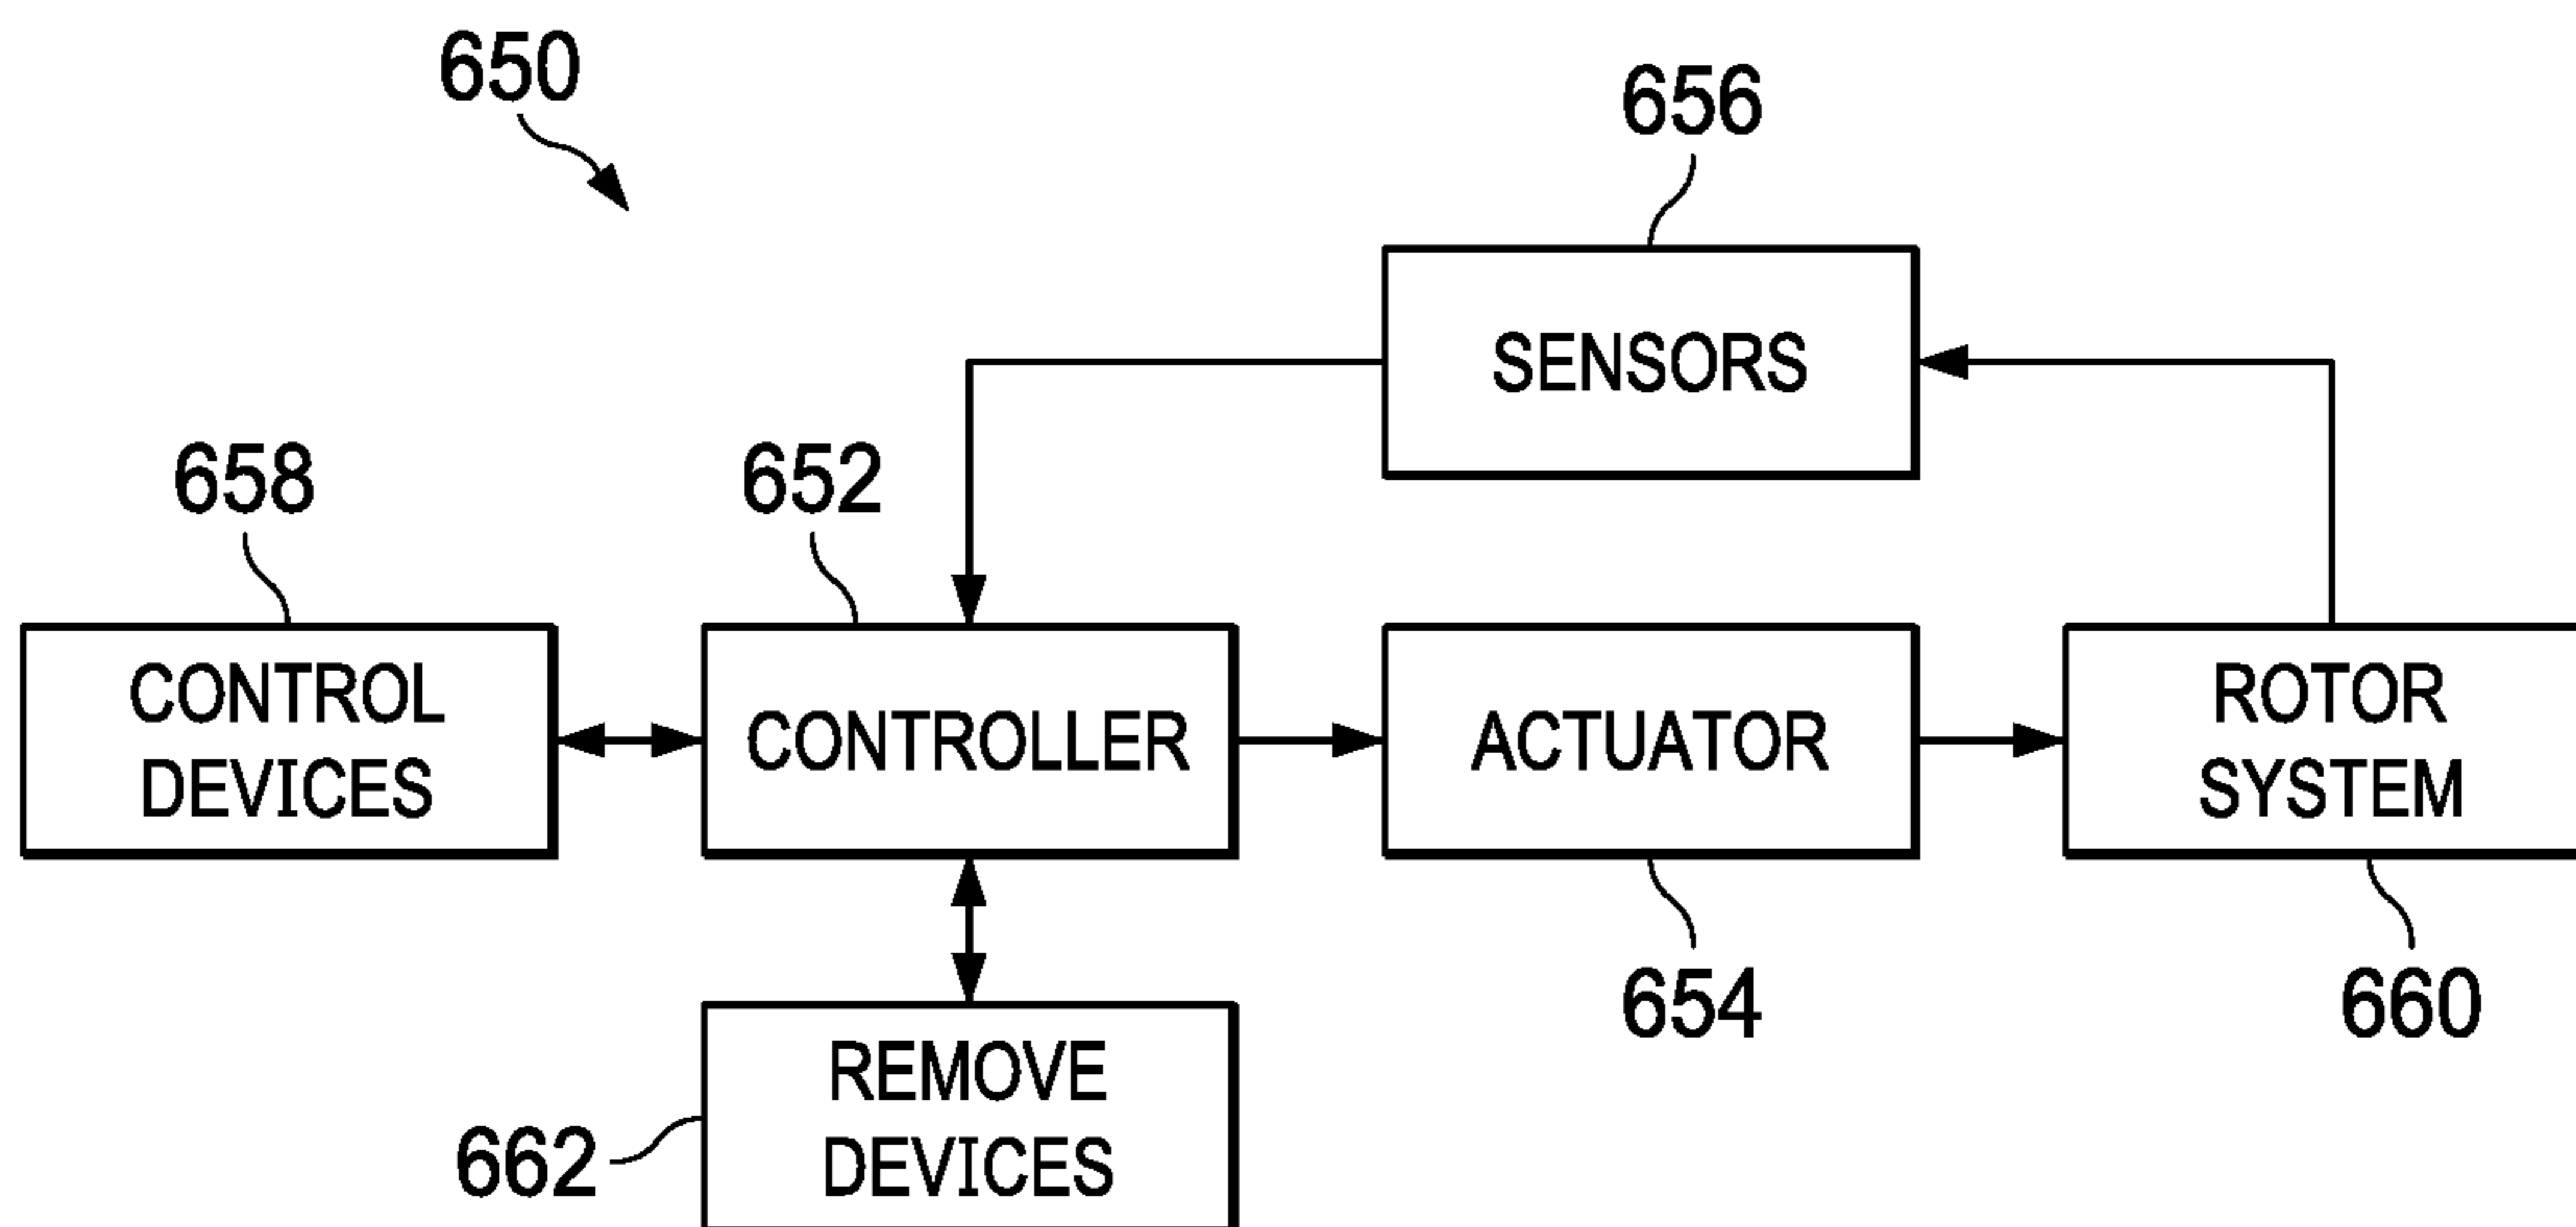 650
656
SENSORS
658
652
CONTROL
DEVICES
CONTROLLER
ACTUATOR
ROTOR
SYSTEM
654
660
REMOVE
DEVICES
662